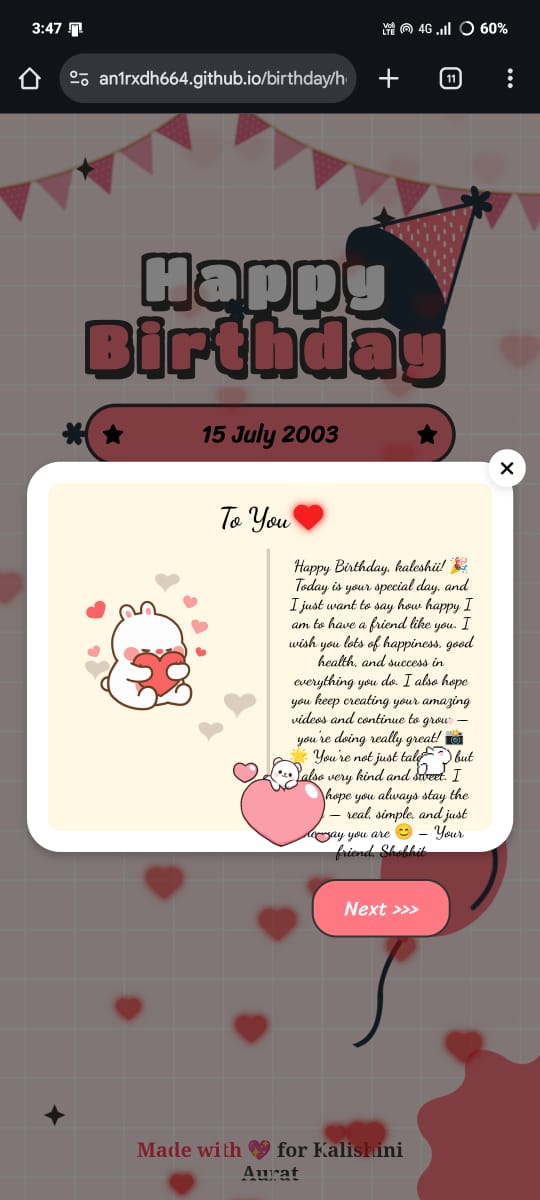 3:47
VoI)
LTE
4G
60%
an1rxdh664.github.io/birthday/h
11
Happy
Birthday
15 July 2003
To You
Happy Birthday, kaleshii! 🎉
Today is your special day, and
I just want to say how happy I
am to have a friend like you. I
wish you lots of happiness, good
health, and success in
everything you do. I also hope
you keep creating your amazing
videos and continue to grow —
you're doing really great! 📸
🌟 You're not just but
also very kind and sweet. I
hope you always stay the
— real, simple, and just
way you are 😊 — Your
friend, Shobhit
Next >>>
Made with 💖 for Kalishini
Aurat